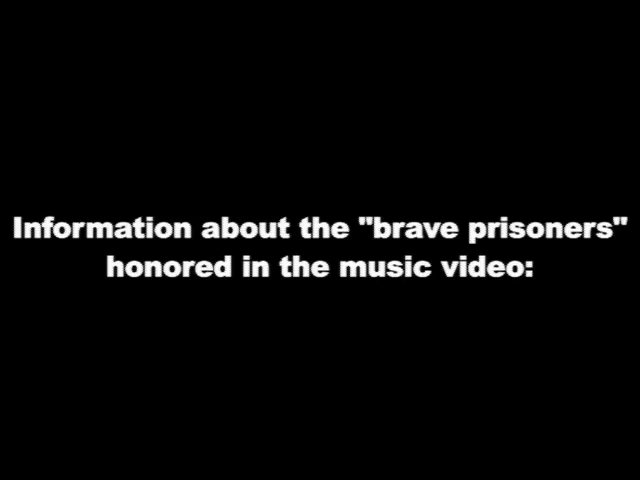 Information about the "brave prisoners"
honored in the music video: